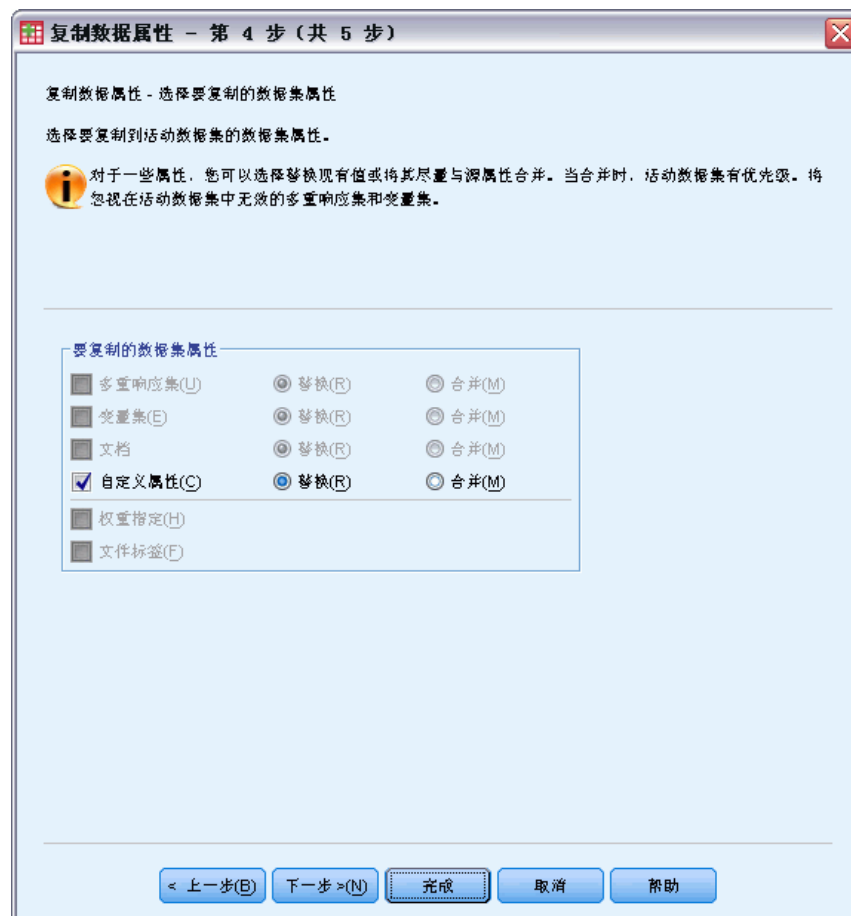 复制数据属性 - 第 4 步（共 5 步）
复制数据属性 - 选择要复制的数据集属性
选择要复制到活动数据集的数据集属性。
对于一些属性，您可以选择替换现有值或将其尽量与源属性合并。当合并时，活动数据集有优先级。将
忽视在活动数据集中无效的多重响应集和变量集。
要复制的数据集属性
多重响应集(U) 替换(R) 合并(M)
变量集(E) 替换(R) 合并(M)
文档 替换(R) 合并(M)
自定义属性(C) 替换(R) 合并(M)
权重指定(H)
文件标签(F)
< 上一步(B) 下一步 >(N) 完成 取消 帮助